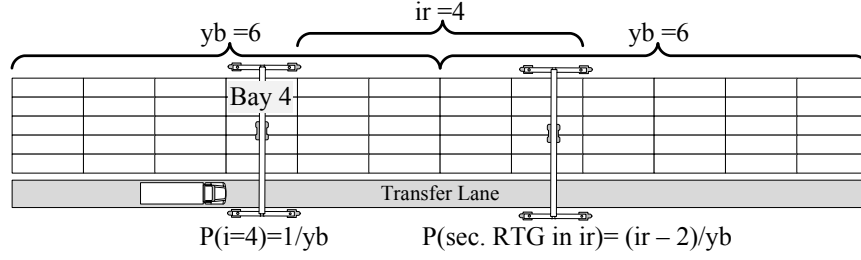 ir =4
yb =6
yb =6
Bay 4
Transfer Lane
P(i=4)=1/yb
P(sec. RTG in ir)= (ir – 2)/yb